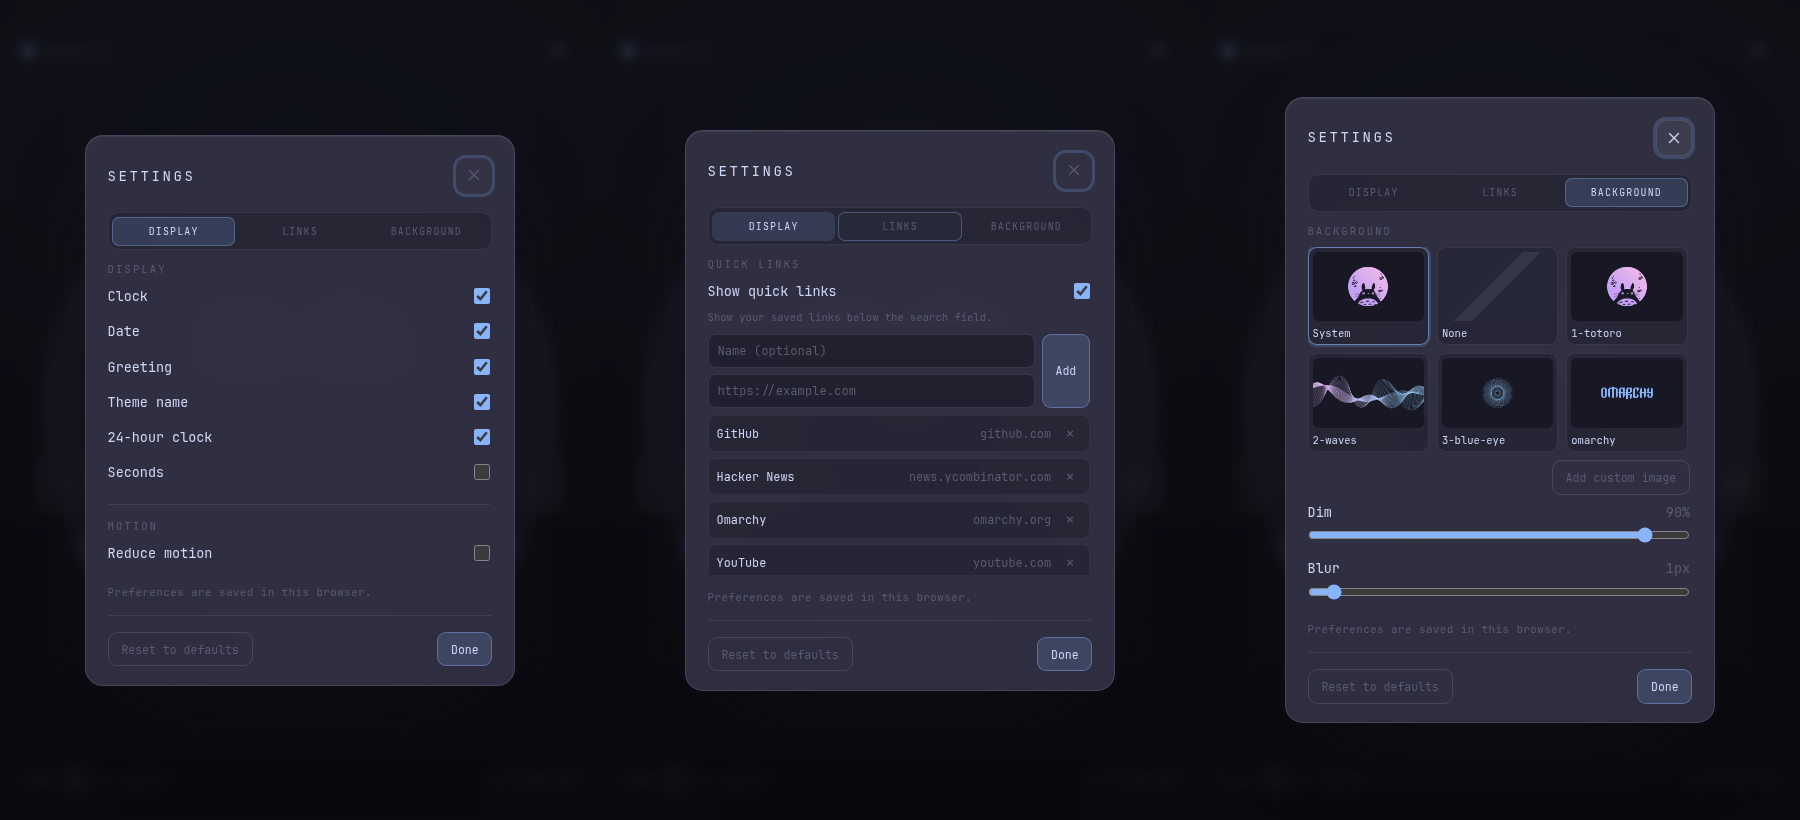 SETTINGS
DISPLAY LINKS BACKGROUND
DISPLAY
Clock
Date
Greeting
Theme name
24-hour clock
Seconds
MOTION
Reduce motion
Preferences are saved in this browser.
Reset to defaults Done
SETTINGS
DISPLAY LINKS BACKGROUND
QUICK LINKS
Show quick links
Show your saved links below the search field.
Name (optional)
Add
https://example.com
GitHub github.com ×
Hacker News news.ycombinator.com ×
Omarchy omarchy.org ×
YouTube youtube.com ×
Preferences are saved in this browser.
Reset to defaults Done
SETTINGS
DISPLAY LINKS BACKGROUND
BACKGROUND
System None 1-totoro
OMARCHY
2-waves 3-blue-eye omarchy
Add custom image
Dim 90%
Blur 1px
Preferences are saved in this browser.
Reset to defaults Done